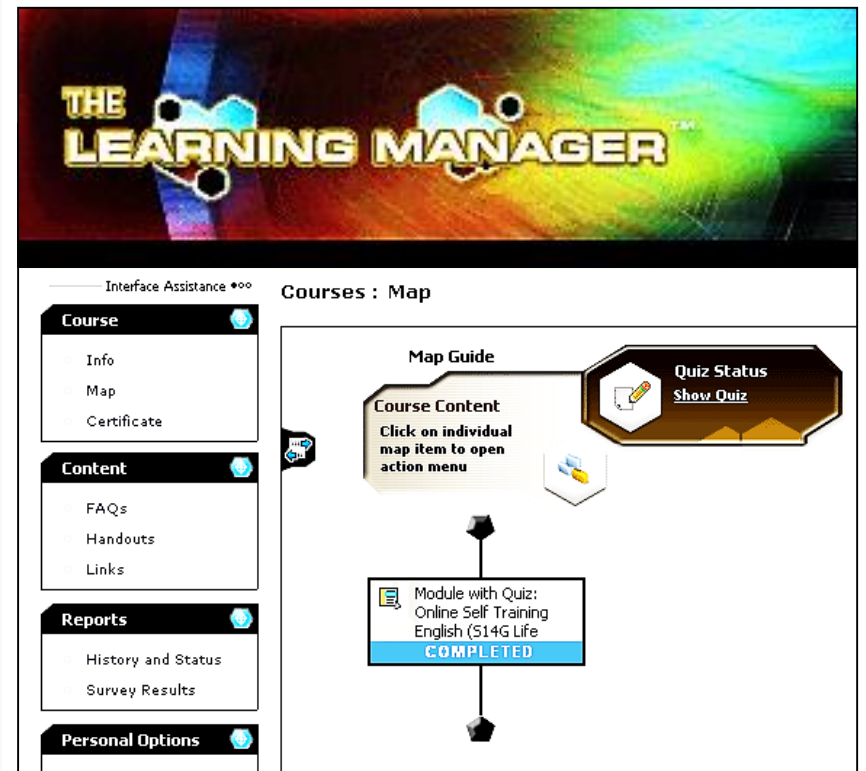 THE
LEARNING MANAGER™
Interface Assistance
Courses : Map
Course
Info
Map
Certificate
Content
FAQs
Handouts
Links
Reports
History and Status
Survey Results
Personal Options
Map Guide
Course Content
Click on individual
map item to open
action menu
Quiz Status
Show Quiz
Module with Quiz:
Online Self Training
English (S14G Life
COMPLETED